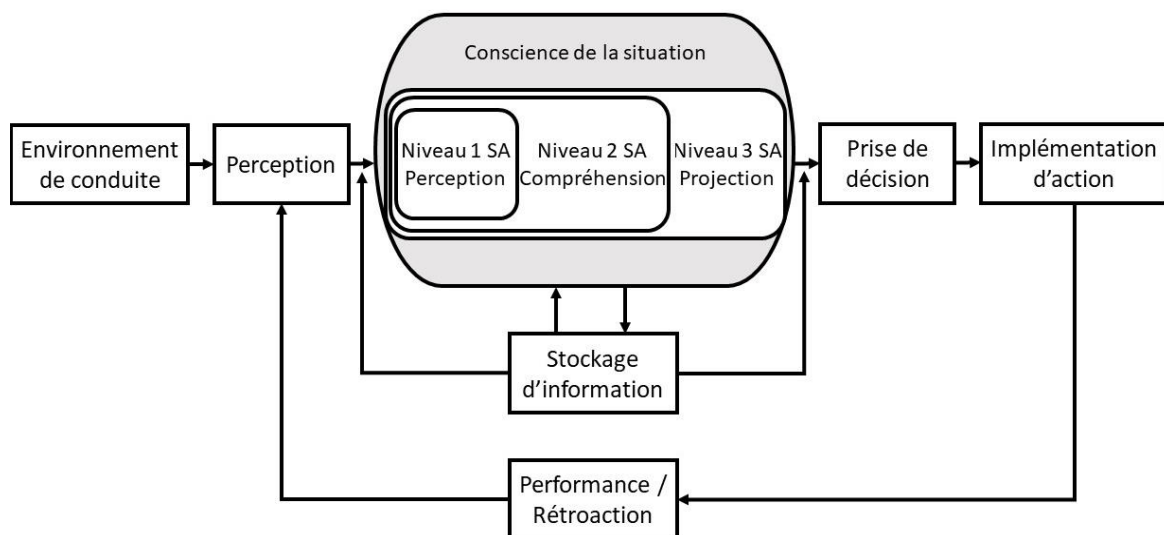 Conscience de la situation
Environnement
de conduite
Perception
Niveau 1 SA
Perception
Niveau 2 SA
Compréhension
Niveau 3 SA
Projection
Prise de
décision
Implémentation
d'action
Stockage
d'information
Performance /
Rétroaction